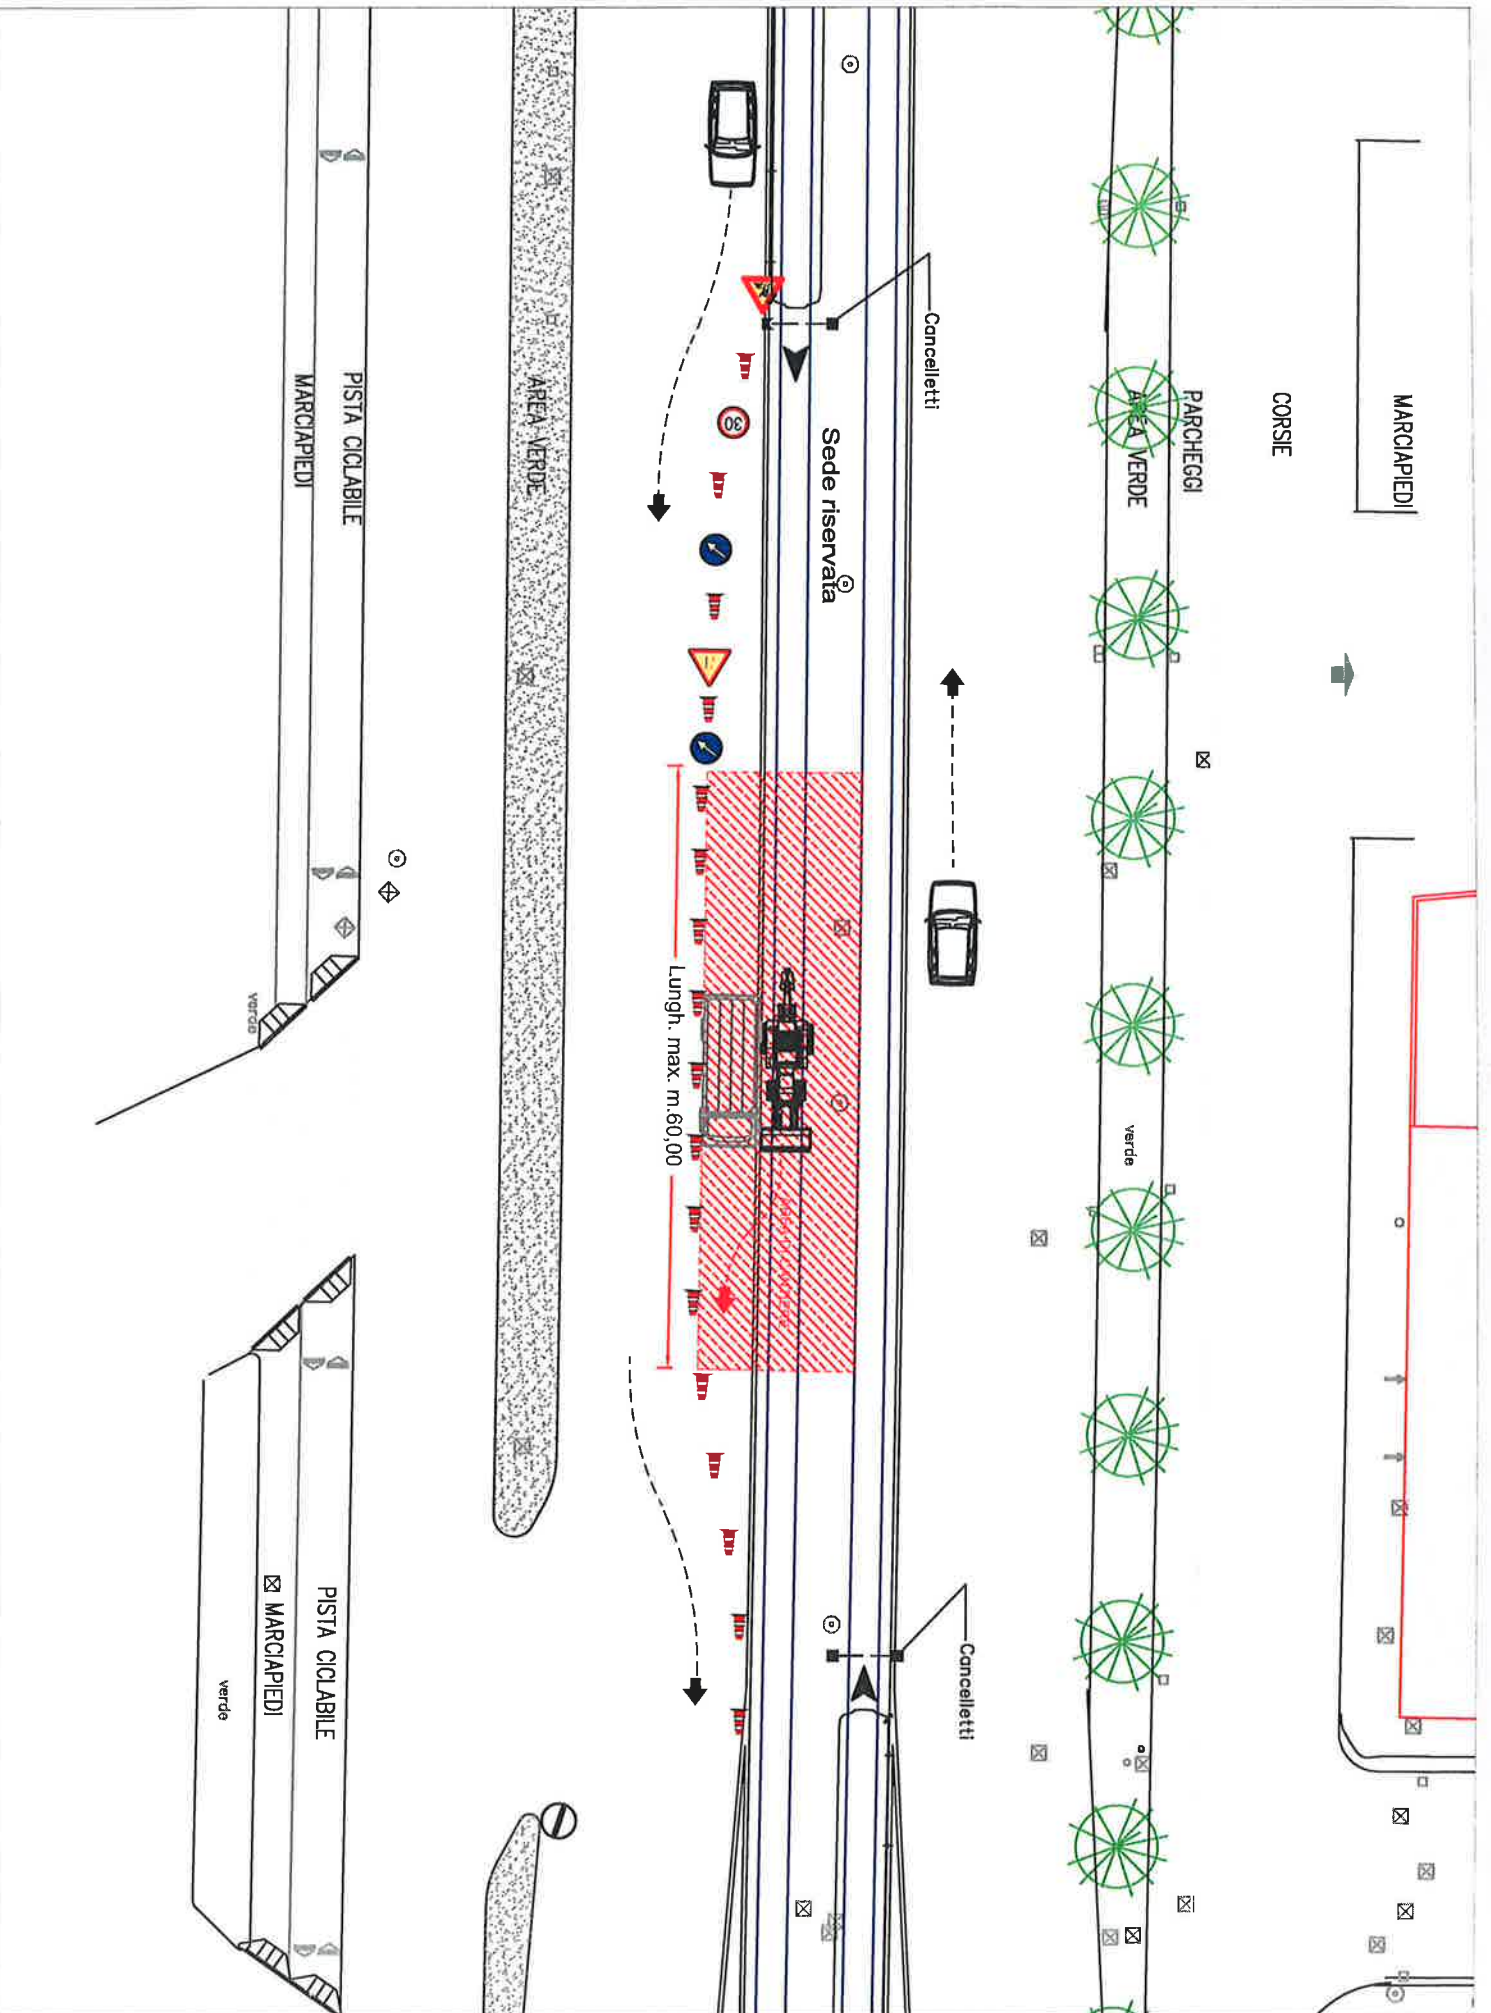 MARCIAPIEDI
CORSIE
PARCHEGGI
AREA VERDE
verde
Cancelletti
Cancelletti
Sede riservata
30
Lungh. max. m.60,00
AREA VERDE
PISTA CICLABILE
PISTA CICLABILE
MARCIAPIEDI
MARCIAPIEDI
verde
verde